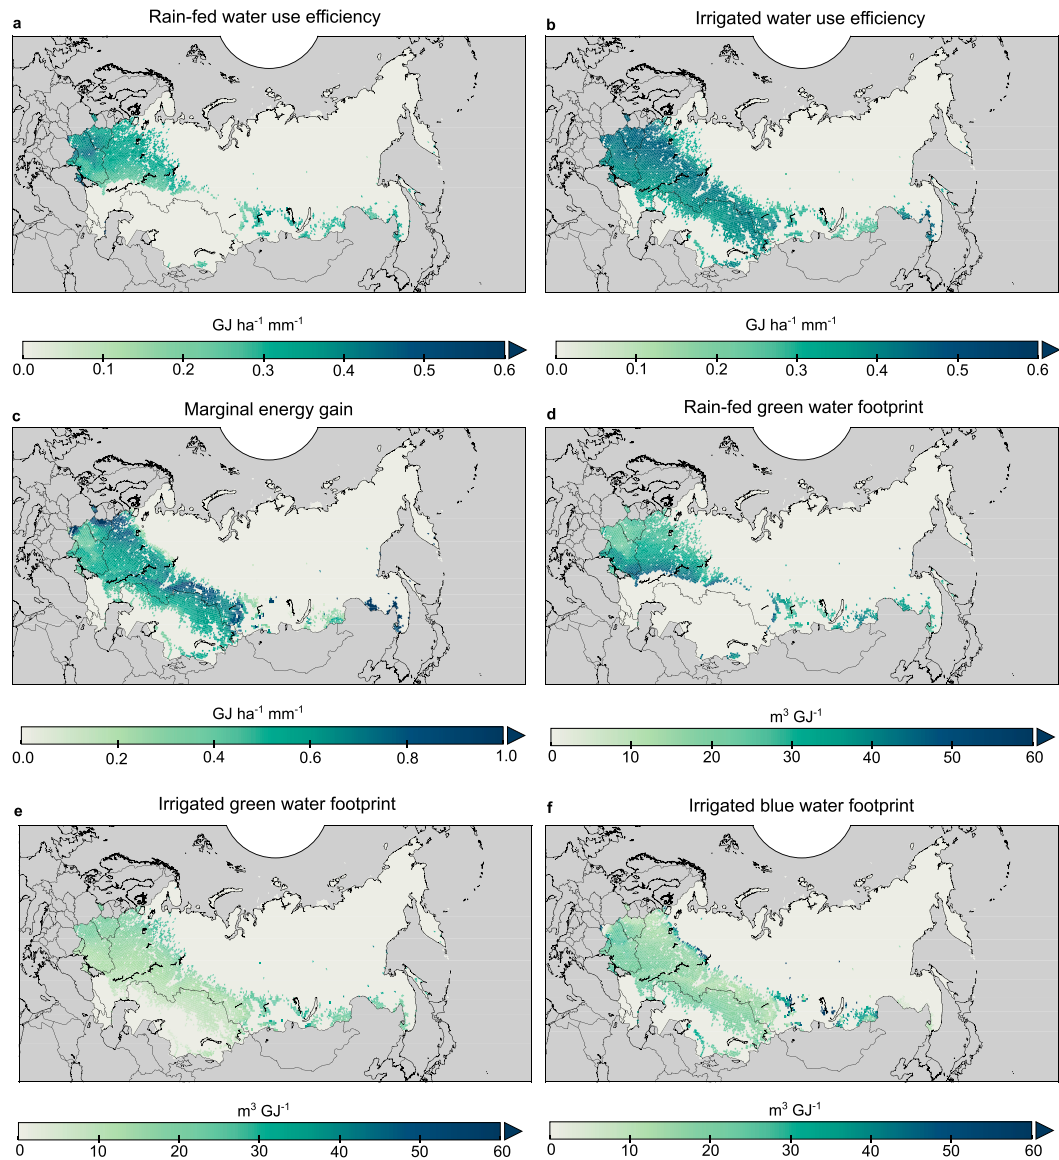 a Rain-fed water use efficiency
GJ ha⁻¹ mm⁻¹
0.0 0.1 0.2 0.3 0.4 0.5 0.6
b Irrigated water use efficiency
GJ ha⁻¹ mm⁻¹
0.0 0.1 0.2 0.3 0.4 0.5 0.6
c Marginal energy gain
GJ ha⁻¹ mm⁻¹
0.0 0.2 0.4 0.6 0.8 1.0
d Rain-fed green water footprint
m³ GJ⁻¹
0 10 20 30 40 50 60
e Irrigated green water footprint
m³ GJ⁻¹
0 10 20 30 40 50 60
f Irrigated blue water footprint
m³ GJ⁻¹
0 10 20 30 40 50 60